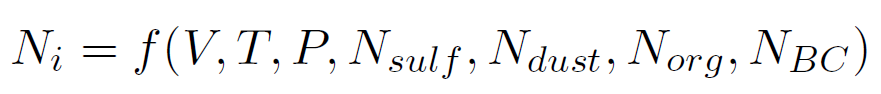 N_i = f(V, T, P, N_{sulf}, N_{dust}, N_{org}, N_{BC})